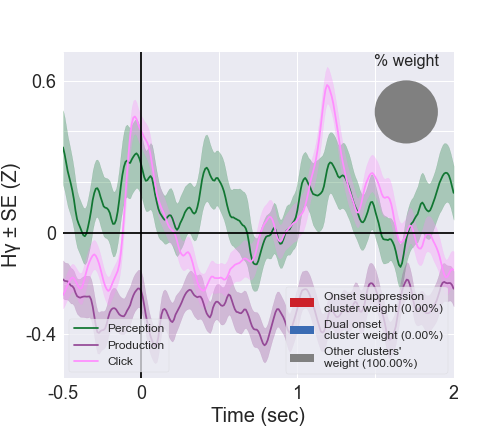 % weight
0.6
0
-0.4
Hγ ± SE (Z)
Perception
Production
Click
Onset suppression
cluster weight (0.00%)
Dual onset
cluster weight (0.00%)
Other clusters'
weight (100.00%)
-0.5
0
1
2
Time (sec)